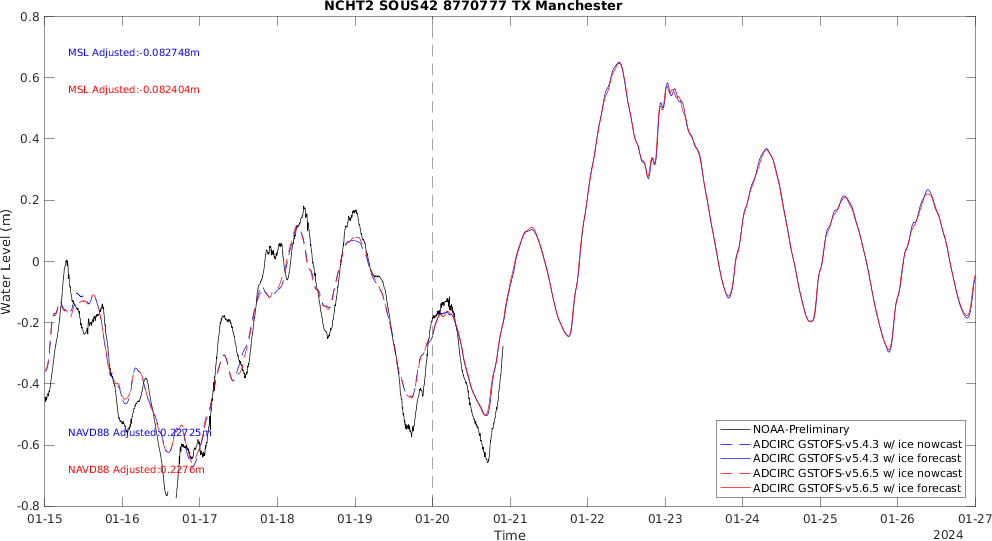 NCHT2 SOUS42 8770777 TX Manchester
0.8
0.6
0.4
0.2
0
-0.2
-0.4
-0.6
-0.8
Water Level (m)
MSL Adjusted:-0.082748m
MSL Adjusted:-0.082404m
NAVD88 Adjusted:0.22725m
NAVD88 Adjusted:0.2276m
NOAA-Preliminary
ADCIRC GSTOFS-v5.4.3 w/ ice nowcast
ADCIRC GSTOFS-v5.4.3 w/ ice forecast
ADCIRC GSTOFS-v5.6.5 w/ ice nowcast
ADCIRC GSTOFS-v5.6.5 w/ ice forecast
01-15 01-16 01-17 01-18 01-19 01-20 01-21 01-22 01-23 01-24 01-25 01-26 01-27
Time
2024